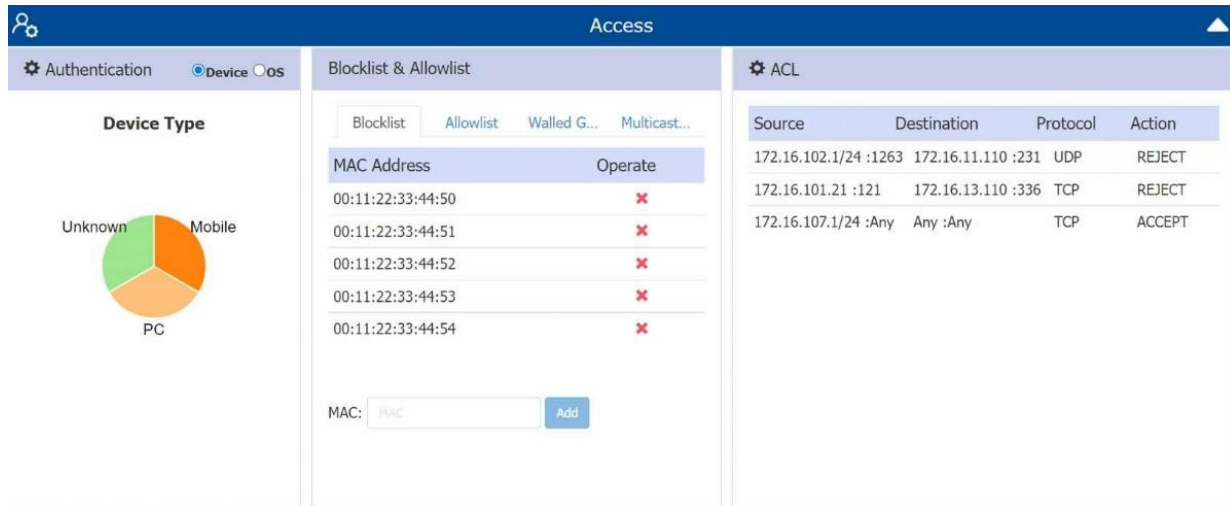 Access
Authentication Device OS
Device Type
Unknown Mobile
PC
Blocklist & Allowlist
Blocklist Allowlist Walled G... Multicast...
MAC Address Operate
00:11:22:33:44:50
00:11:22:33:44:51
00:11:22:33:44:52
00:11:22:33:44:53
00:11:22:33:44:54
MAC: MAC Add
ACL
Source Destination Protocol Action
172.16.102.1/24 :1263 172.16.11.110 :231 UDP REJECT
172.16.101.21 :121 172.16.13.110 :336 TCP REJECT
172.16.107.1/24 :Any Any :Any TCP ACCEPT